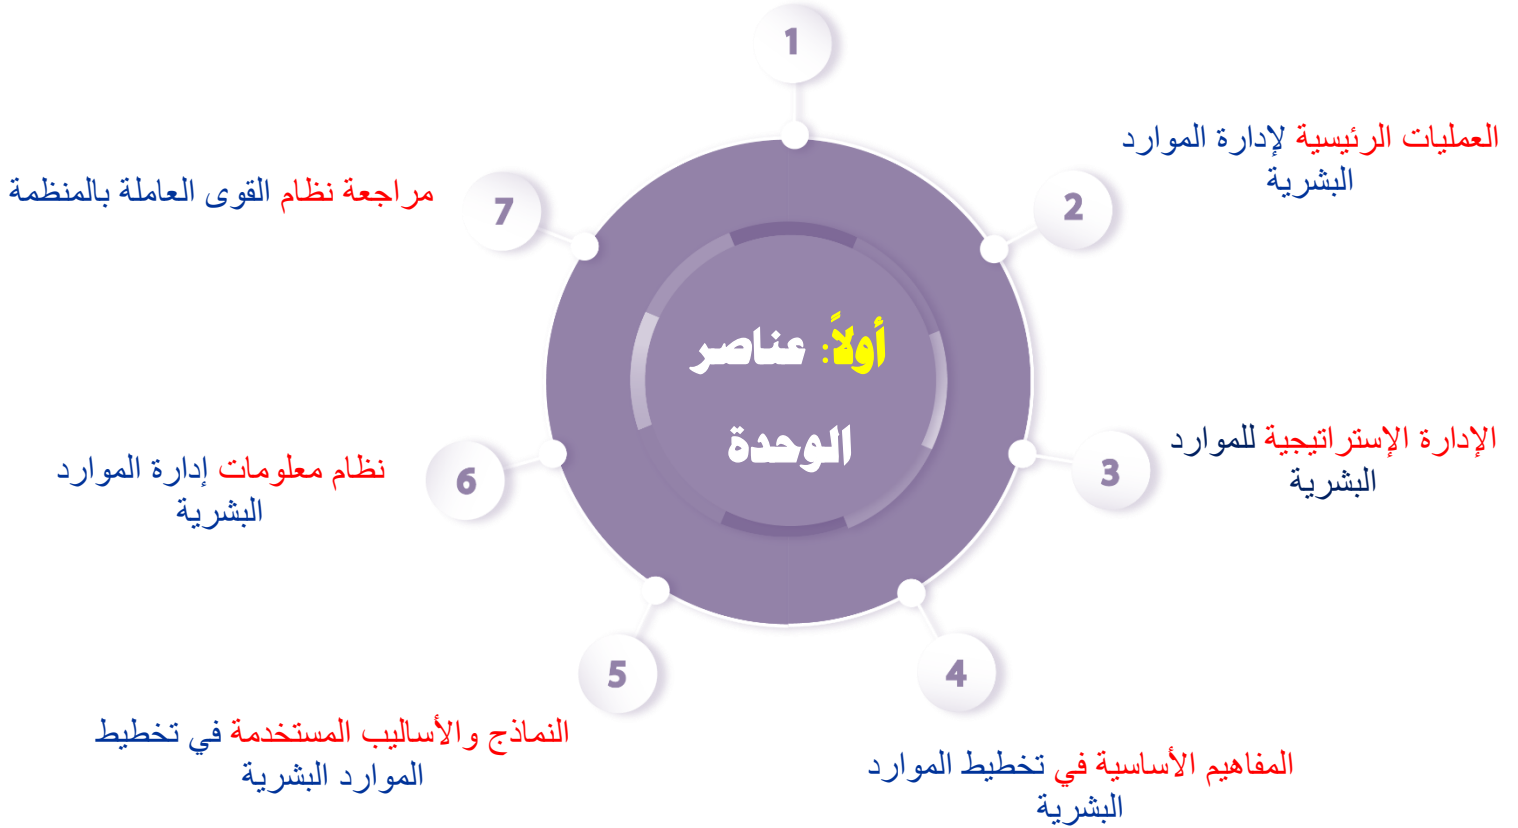 أولاً: عناصر
الوحدة
1
2
العمليات الرئيسية لإدارة الموارد
البشرية
3
الإدارة الإستراتيجية للموارد
البشرية
4
المفاهيم الأساسية في تخطيط الموارد
البشرية
5
النماذج والأساليب المستخدمة في تخطيط
الموارد البشرية
6
نظام معلومات إدارة الموارد
البشرية
7
مراجعة نظام القوى العاملة بالمنظمة